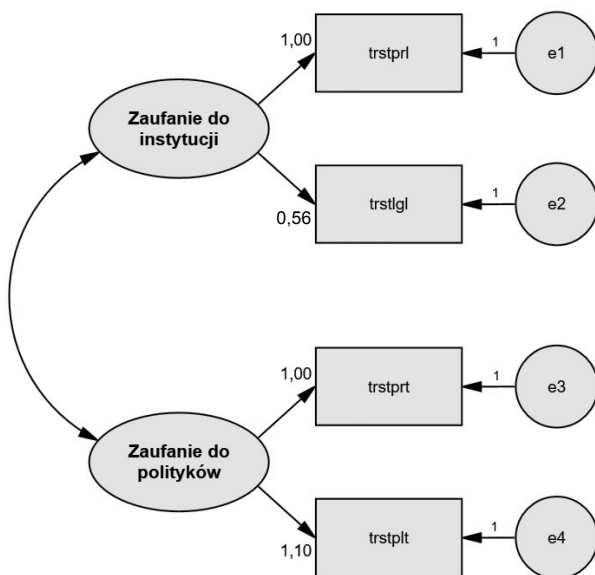 1,00
trstprl
1
e1
Zaufanie do
instytucji
0,56
trstlgl
1
e2
1,00
trstprt
1
e3
Zaufanie do
polityków
1,10
trstplt
1
e4